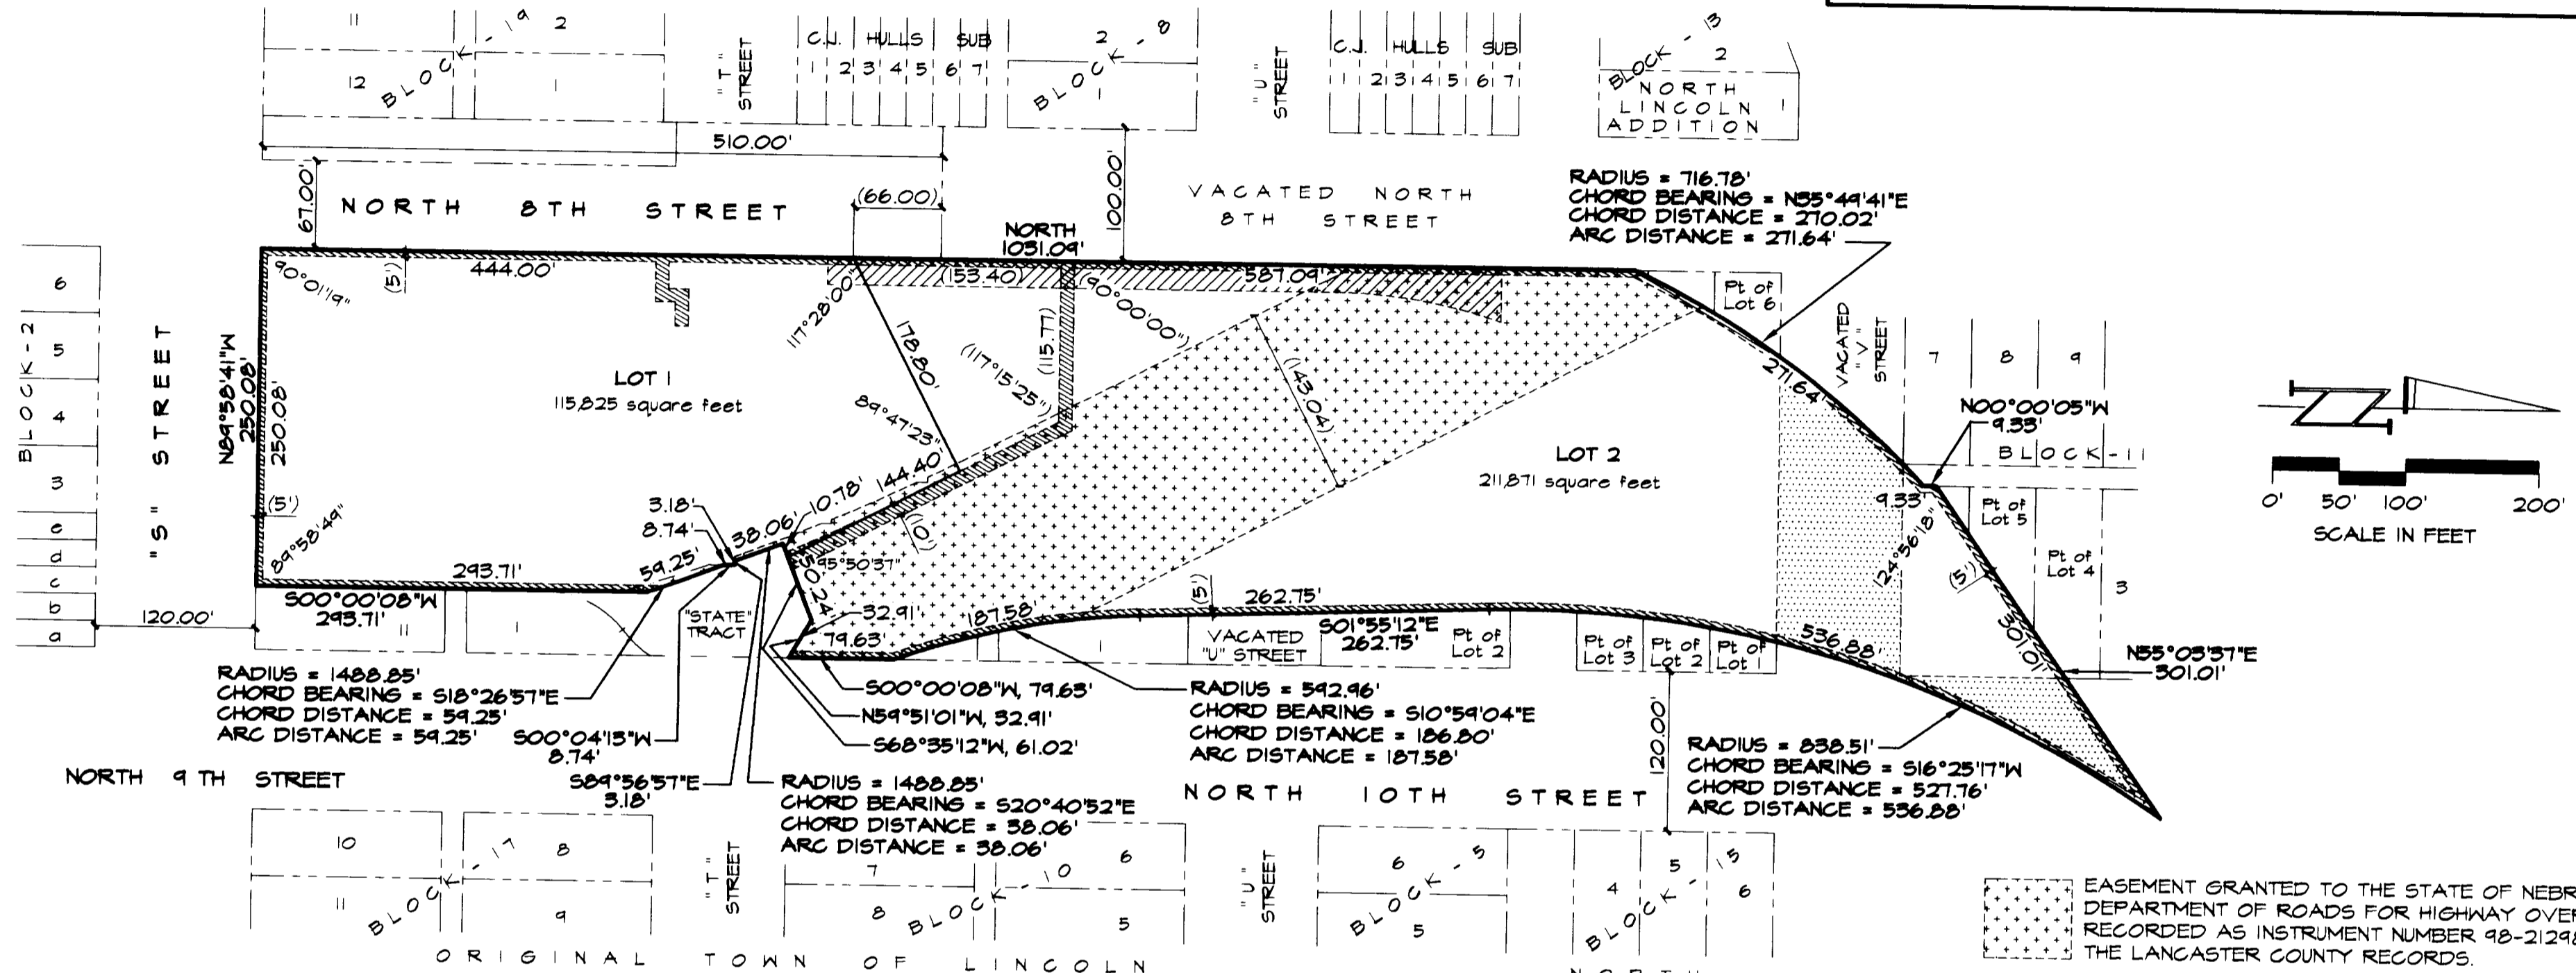 11
2
12
1
BLOCK - 19
"T"
STREET
C.J. HULLS SUB
1 2 3 4 5 6 7
2
1
BLOCK - 8
"U"
STREET
C.J. HULLS SUB
1 2 3 4 5 6 7
BLOCK - 13
2
NORTH
LINCOLN 1
ADDITION
510.00'
67.00'
NORTH 8TH STREET
(66.00)
100.00'
VACATED NORTH
8TH STREET
NORTH
1031.09'
RADIUS = 716.78'
CHORD BEARING = N55°49'41"E
CHORD DISTANCE = 270.02'
ARC DISTANCE = 271.64'
6
5
4
3
e
d
c
b
a
BLOCK-2
"S" STREET
N89°58'41"W
250.08'
250.08'
90°01'19"
(5')
444.00'
117°28'00"
(153.40)
(90°00'00")
587.09'
178.80'
(115.77)
(117°15'25")
89°47'23"
(143.04)
LOT 1
115,825 square feet
LOT 2
211,871 square feet
Pt of
Lot 6
VACATED
"V"
STREET
271.64'
7
8
9
N00°00'05"W
9.33'
BLOCK-11
9.33'
124°56'18"
Pt of
Lot 5
Pt of
Lot 4
3
(5')
301.01'
N55°03'37"E
301.01'
0' 50' 100' 200'
SCALE IN FEET
(5')
89°58'49"
293.71'
S00°00'08"W
293.71'
120.00'
11
1
59.25'
8.74'
3.18'
38.06'
10.78'
144.40'
(10')
50.24'
95°50'37"
32.91'
79.63'
187.58'
"STATE"
TRACT
(5')
262.75'
S01°55'12"E
262.75'
1
VACATED
"U" STREET
Pt of
Lot 2
Pt of
Lot 3
Pt of
Lot 2
Pt of
Lot 1
536.88'
RADIUS = 1488.85'
CHORD BEARING = S18°26'57"E
CHORD DISTANCE = 59.25'
ARC DISTANCE = 59.25'
S00°04'13"W
8.74'
S89°56'57"E
3.18'
S00°00'08"W, 79.63'
N59°51'01"W, 32.91'
S68°35'12"W, 61.02'
RADIUS = 1488.85'
CHORD BEARING = S20°40'52"E
CHORD DISTANCE = 38.06'
ARC DISTANCE = 38.06'
RADIUS = 592.96'
CHORD BEARING = S10°59'04"E
CHORD DISTANCE = 186.80'
ARC DISTANCE = 187.58'
120.00'
RADIUS = 838.51'
CHORD BEARING = S16°25'17"W
CHORD DISTANCE = 527.76'
ARC DISTANCE = 536.88'
NORTH 9 TH STREET
NORTH 10TH STREET
10
8
11
9
BLOCK - 17
"T"
STREET
7
6
8
5
BLOCK - 10
"U"
STREET
6
5
BLOCK - 5
4
5
6
BLOCK - 15
ORIGINAL TOWN OF LINCOLN
EASEMENT GRANTED TO THE STATE OF NEBR
DEPARTMENT OF ROADS FOR HIGHWAY OVER
RECORDED AS INSTRUMENT NUMBER 98-21298
THE LANCASTER COUNTY RECORDS.